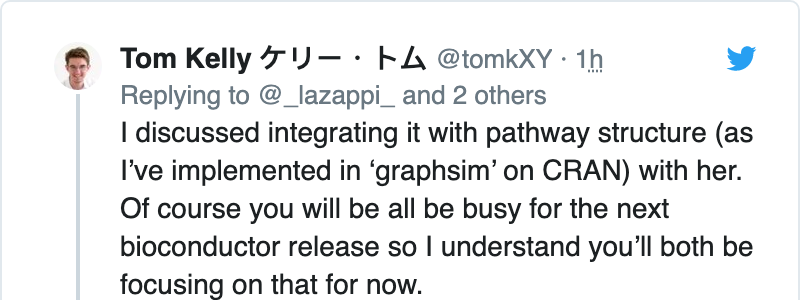 Tom Kelly ケリー・トム @tomkXY · 1h
Replying to @_lazappi_ and 2 others
I discussed integrating it with pathway structure (as
I’ve implemented in ‘graphsim’ on CRAN) with her.
Of course you will be all be busy for the next
bioconductor release so I understand you’ll both be
focusing on that for now.